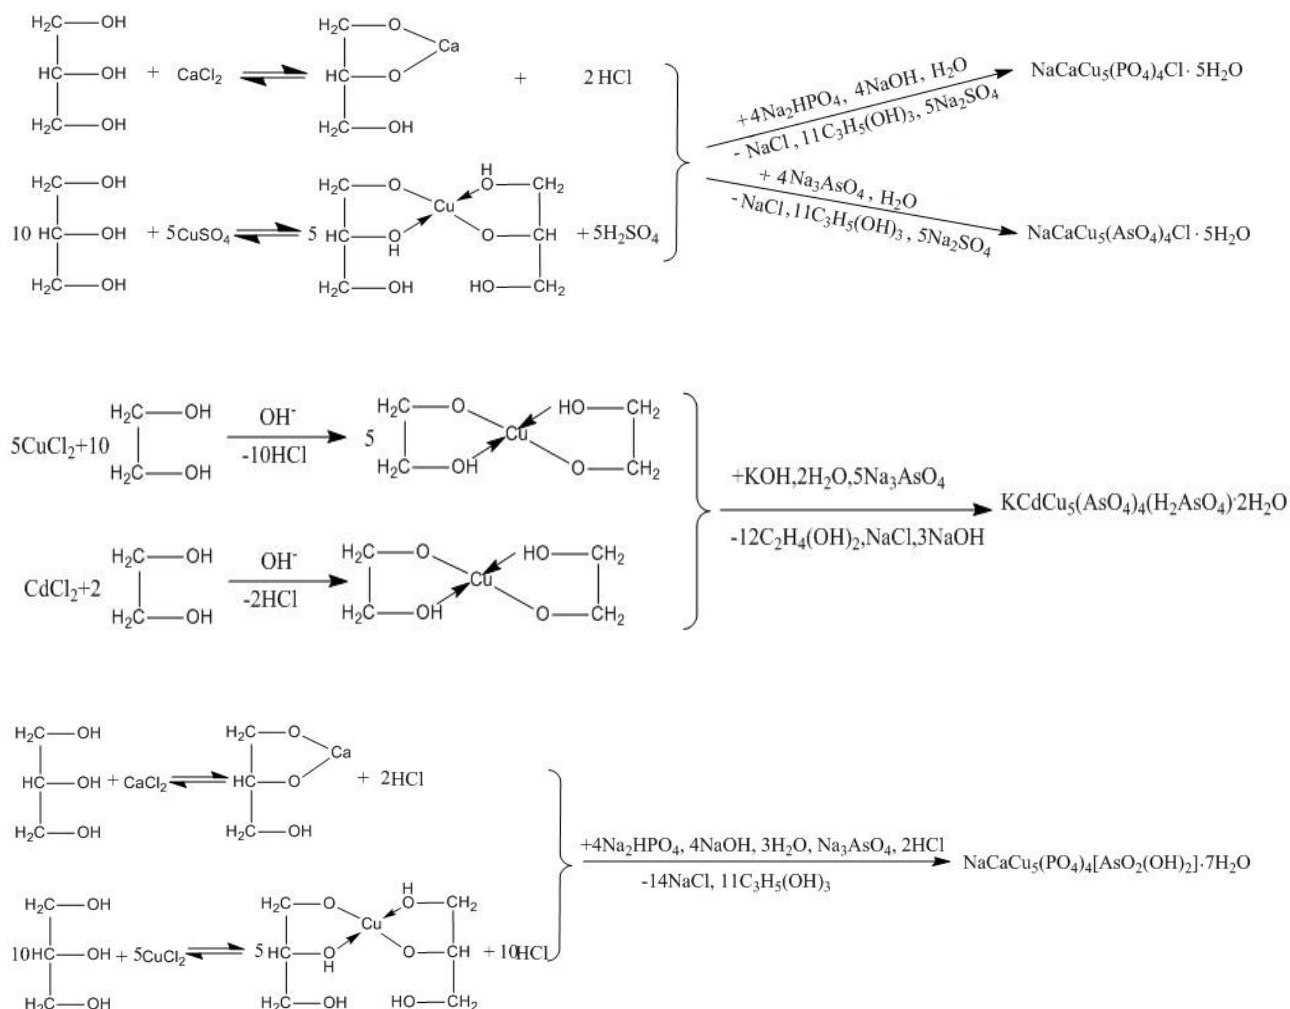 H₂C—OH H₂C—O
HC—OH + CaCl₂ ⇌ HC—O Ca + 2 HCl
H₂C—OH H₂C—OH
+4Na₂HPO₄, 4NaOH, H₂O
- NaCl, 11C₃H₅(OH)₃, 5Na₂SO₄
NaCaCu₅(PO₄)₄Cl· 5H₂O
H₂C—OH H₂C—O H O—CH₂
10 HC—OH + 5CuSO₄ ⇌ 5 HC—O H Cu O—CH + 5H₂SO₄
H₂C—OH H₂C—OH HO—CH₂
+ 4Na₃AsO₄, H₂O
-NaCl, 11C₃H₅(OH)₃, 5Na₂SO₄
NaCaCu₅(AsO₄)₄Cl · 5H₂O
H₂C—OH H₂C—O HO—CH₂
5CuCl₂+10 OH⁻ -10HCl 5 Cu
H₂C—OH H₂C—OH O—CH₂
+KOH,2H₂O,5Na₃AsO₄
-12C₂H₄(OH)₂,NaCl,3NaOH
KCdCu₅(AsO₄)₄(H₂AsO₄)·2H₂O
H₂C—OH H₂C—O HO—CH₂
CdCl₂+2 OH⁻ -2HCl Cu
H₂C—OH H₂C—OH O—CH₂
H₂C—OH H₂C—O
HC—OH + CaCl₂ ⇌ HC—O Ca + 2HCl
H₂C—OH H₂C—OH
+4Na₂HPO₄, 4NaOH, 3H₂O, Na₃AsO₄, 2HCl
-14NaCl, 11C₃H₅(OH)₃
NaCaCu₅(PO₄)₄[AsO₂(OH)₂]·7H₂O
H₂C—OH H₂C—O H O—CH₂
10HC—OH + 5CuCl₂ ⇌ 5 HC—O H Cu O—CH + 10HCl
H₂C—OH H₂C—OH HO—CH₂